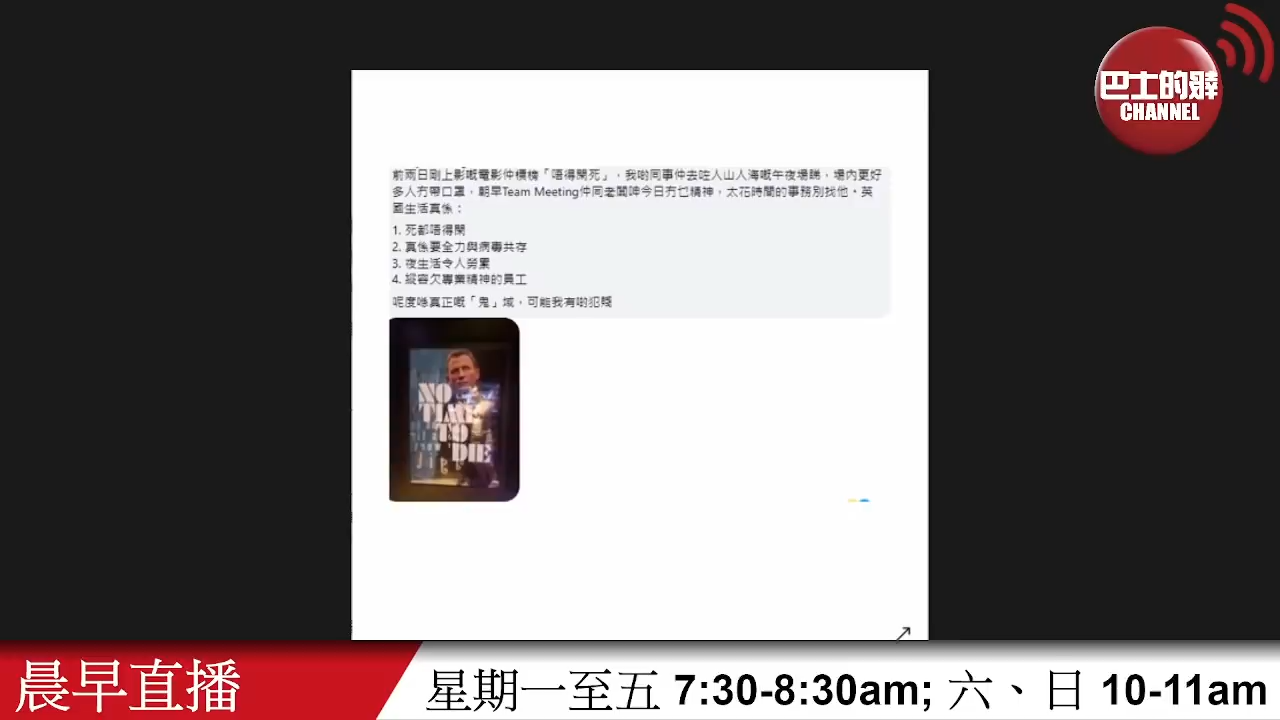 巴士的報
CHANNEL
前兩日剛上影嘅電影仲橫橋「唔得閒死」，我啲同事仲去咗人山人海嘅午夜場睇，場內更好
多人冇帶口罩，朝早Team Meeting仲同老闆呻今日冇乜精神，太花時間的事務別找他。英
國生活真係：
1. 死都唔得閒
2. 真係要全力與病毒共存
3. 夜生活令人勞累
4. 縱容欠專業精神的員工
呢度喺真正嘅「鬼」域，可能我有啲犯賤
NO
TIME
TO
DIE
晨早直播
星期一至五 7:30-8:30am; 六、日 10-11am